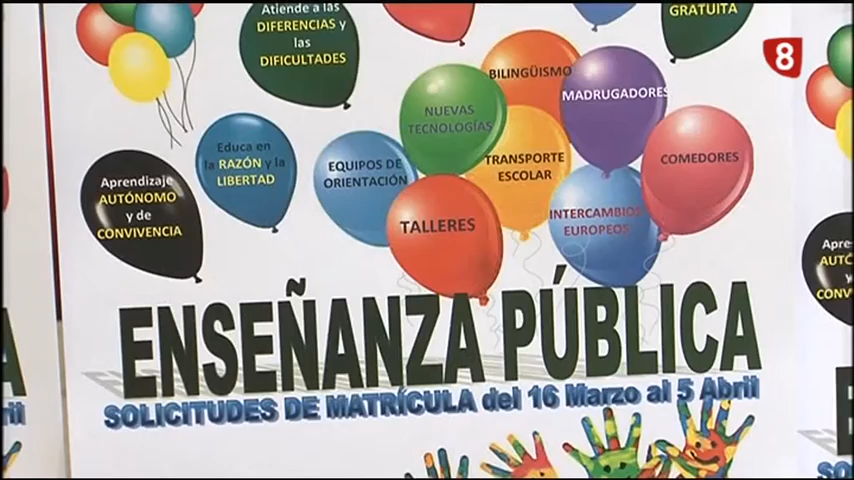 Atiende a las
DIFERENCIAS y
las
DIFICULTADES
GRATUITA
8
BILINGÜISMO
MADRUGADORES
NUEVAS
TECNOLOGÍAS
Educa en
la RAZÓN y la
LIBERTAD
EQUIPOS DE
ORIENTACIÓN
TRANSPORTE
ESCOLAR
COMEDORES
Aprendizaje
AUTÓNOMO
y de
CONVIVENCIA
TALLERES
INTERCAMBIOS
EUROPEOS
ENSEÑANZA PÚBLICA
SOLICITUDES DE MATRÍCULA del 16 Marzo al 5 Abril